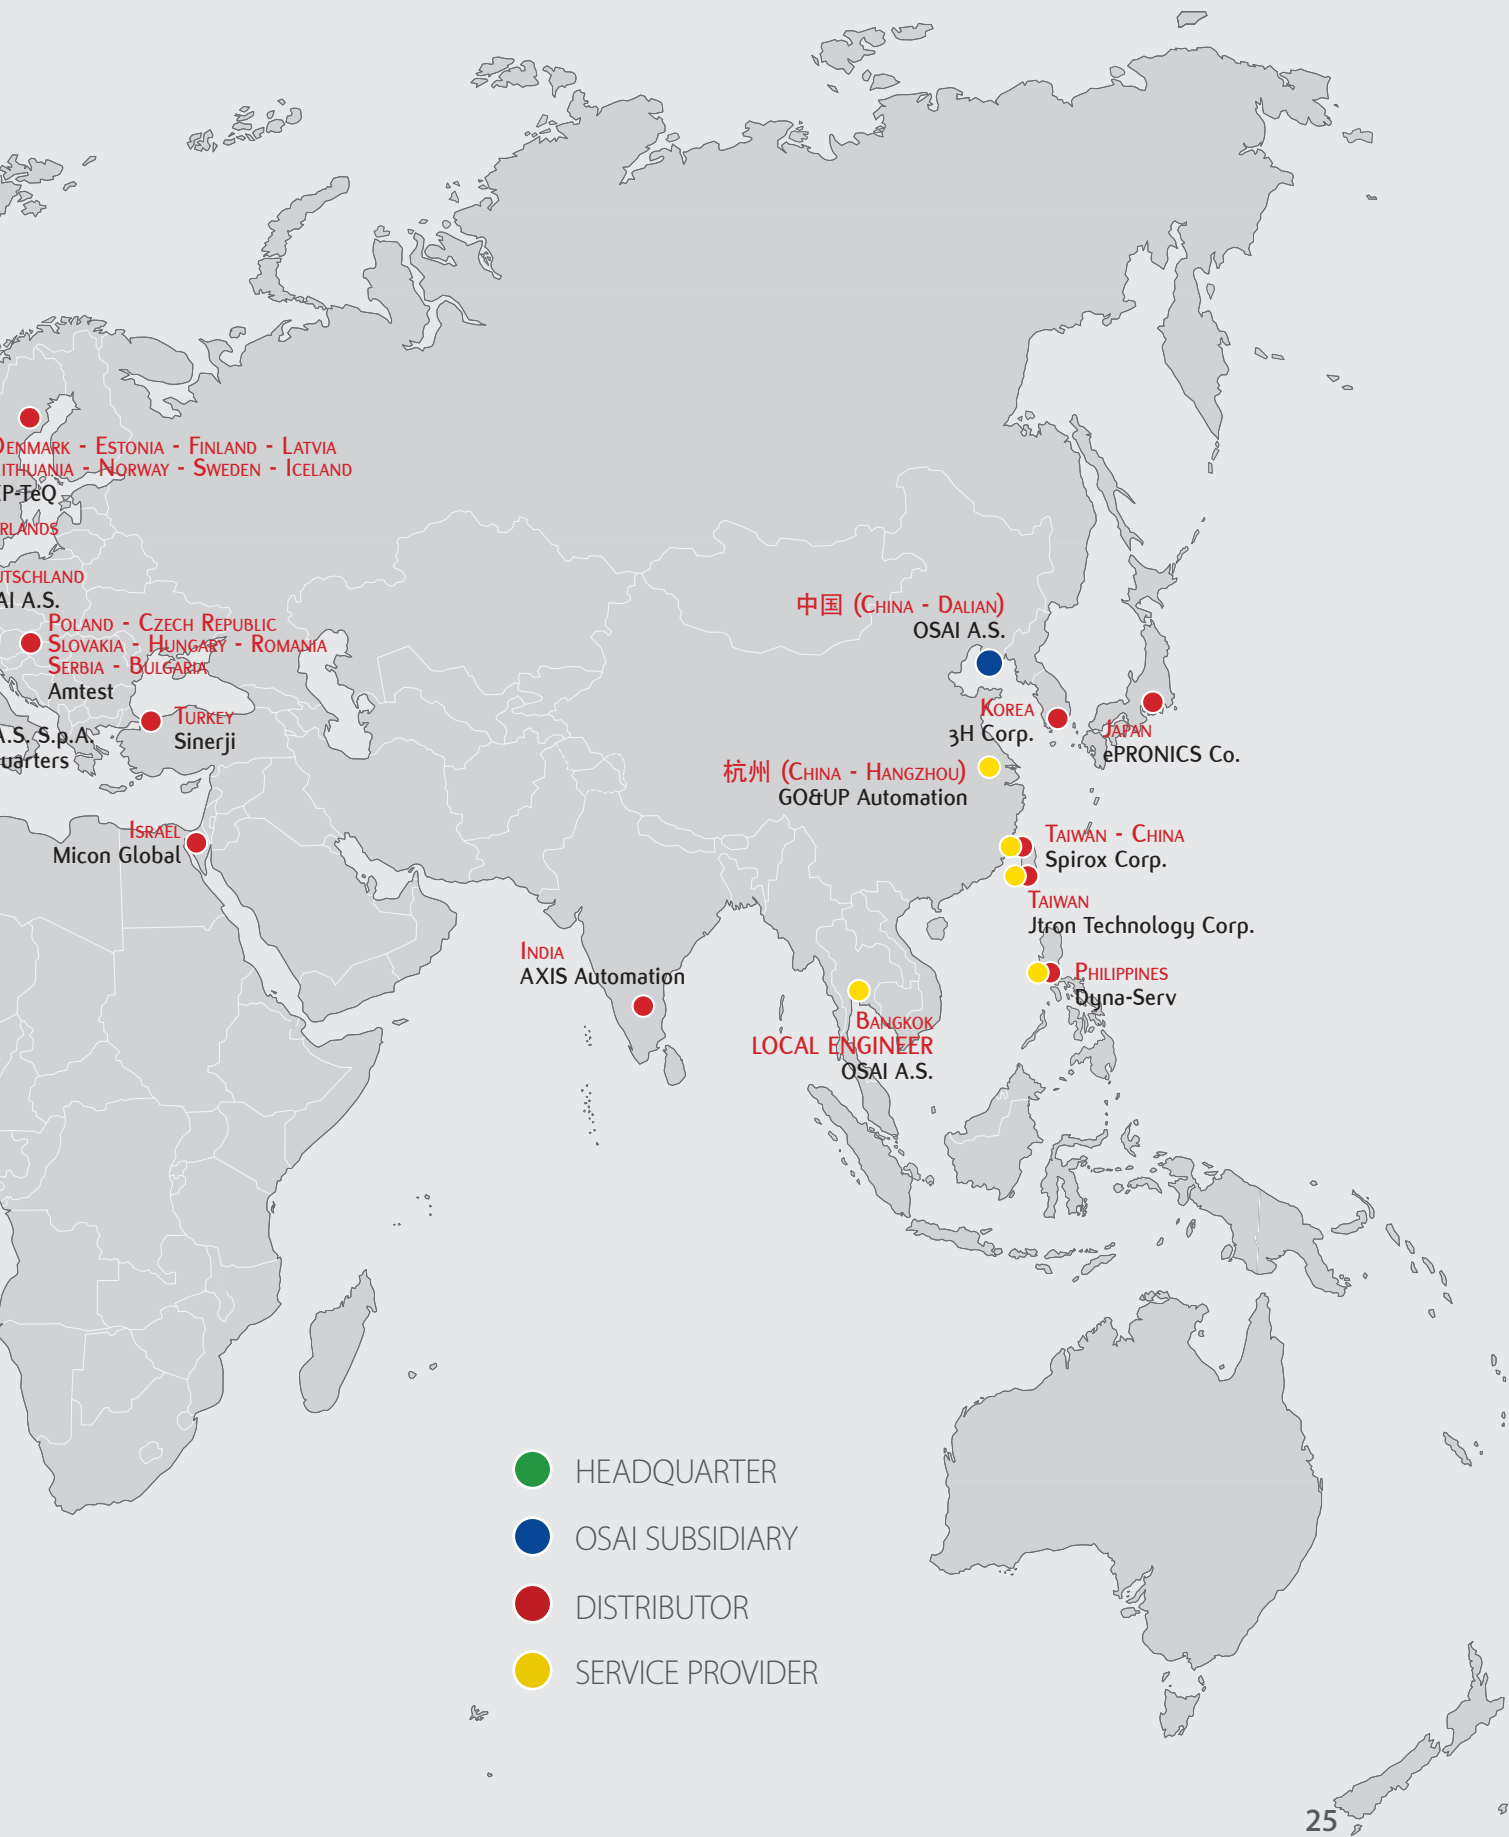 DENMARK - ESTONIA - FINLAND - LATVIA
LITHUANIA - NORWAY - SWEDEN - ICELAND
P-TeQ
RLANDS
UTSCHLAND
AI A.S.
POLAND - CZECH REPUBLIC
SLOVAKIA - HUNGARY - ROMANIA
SERBIA - BULGARIA
Amtest
TURKEY
Sinerji
A.S. S.p.A.
uarters
ISRAEL
Micon Global
中国 (CHINA - DALIAN)
OSAI A.S.
KOREA
3H Corp.
JAPAN
ePRONICS Co.
杭州 (CHINA - HANGZHOU)
GO&UP Automation
TAIWAN - CHINA
Spirox Corp.
TAIWAN
Jtron Technology Corp.
INDIA
AXIS Automation
PHILIPPINES
Dyna-Serv
BANGKOK
LOCAL ENGINEER
OSAI A.S.
HEADQUARTER
OSAI SUBSIDIARY
DISTRIBUTOR
SERVICE PROVIDER
25